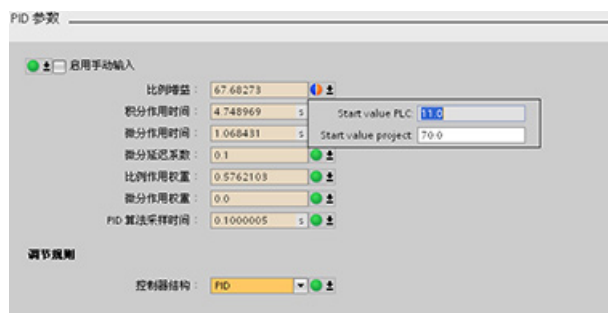 PID 参数
启用手动输入
比例增益: 67.68273
积分作用时间: 4.748969 s
Start value PLC: 11.0
微分作用时间: 1.068431 s
Start value project: 70.0
微分延迟系数: 0.1
比例作用权重: 0.5762103
微分作用权重: 0.0
PID 算法采样时间: 0.1000005 s
调节规则
控制器结构: PID